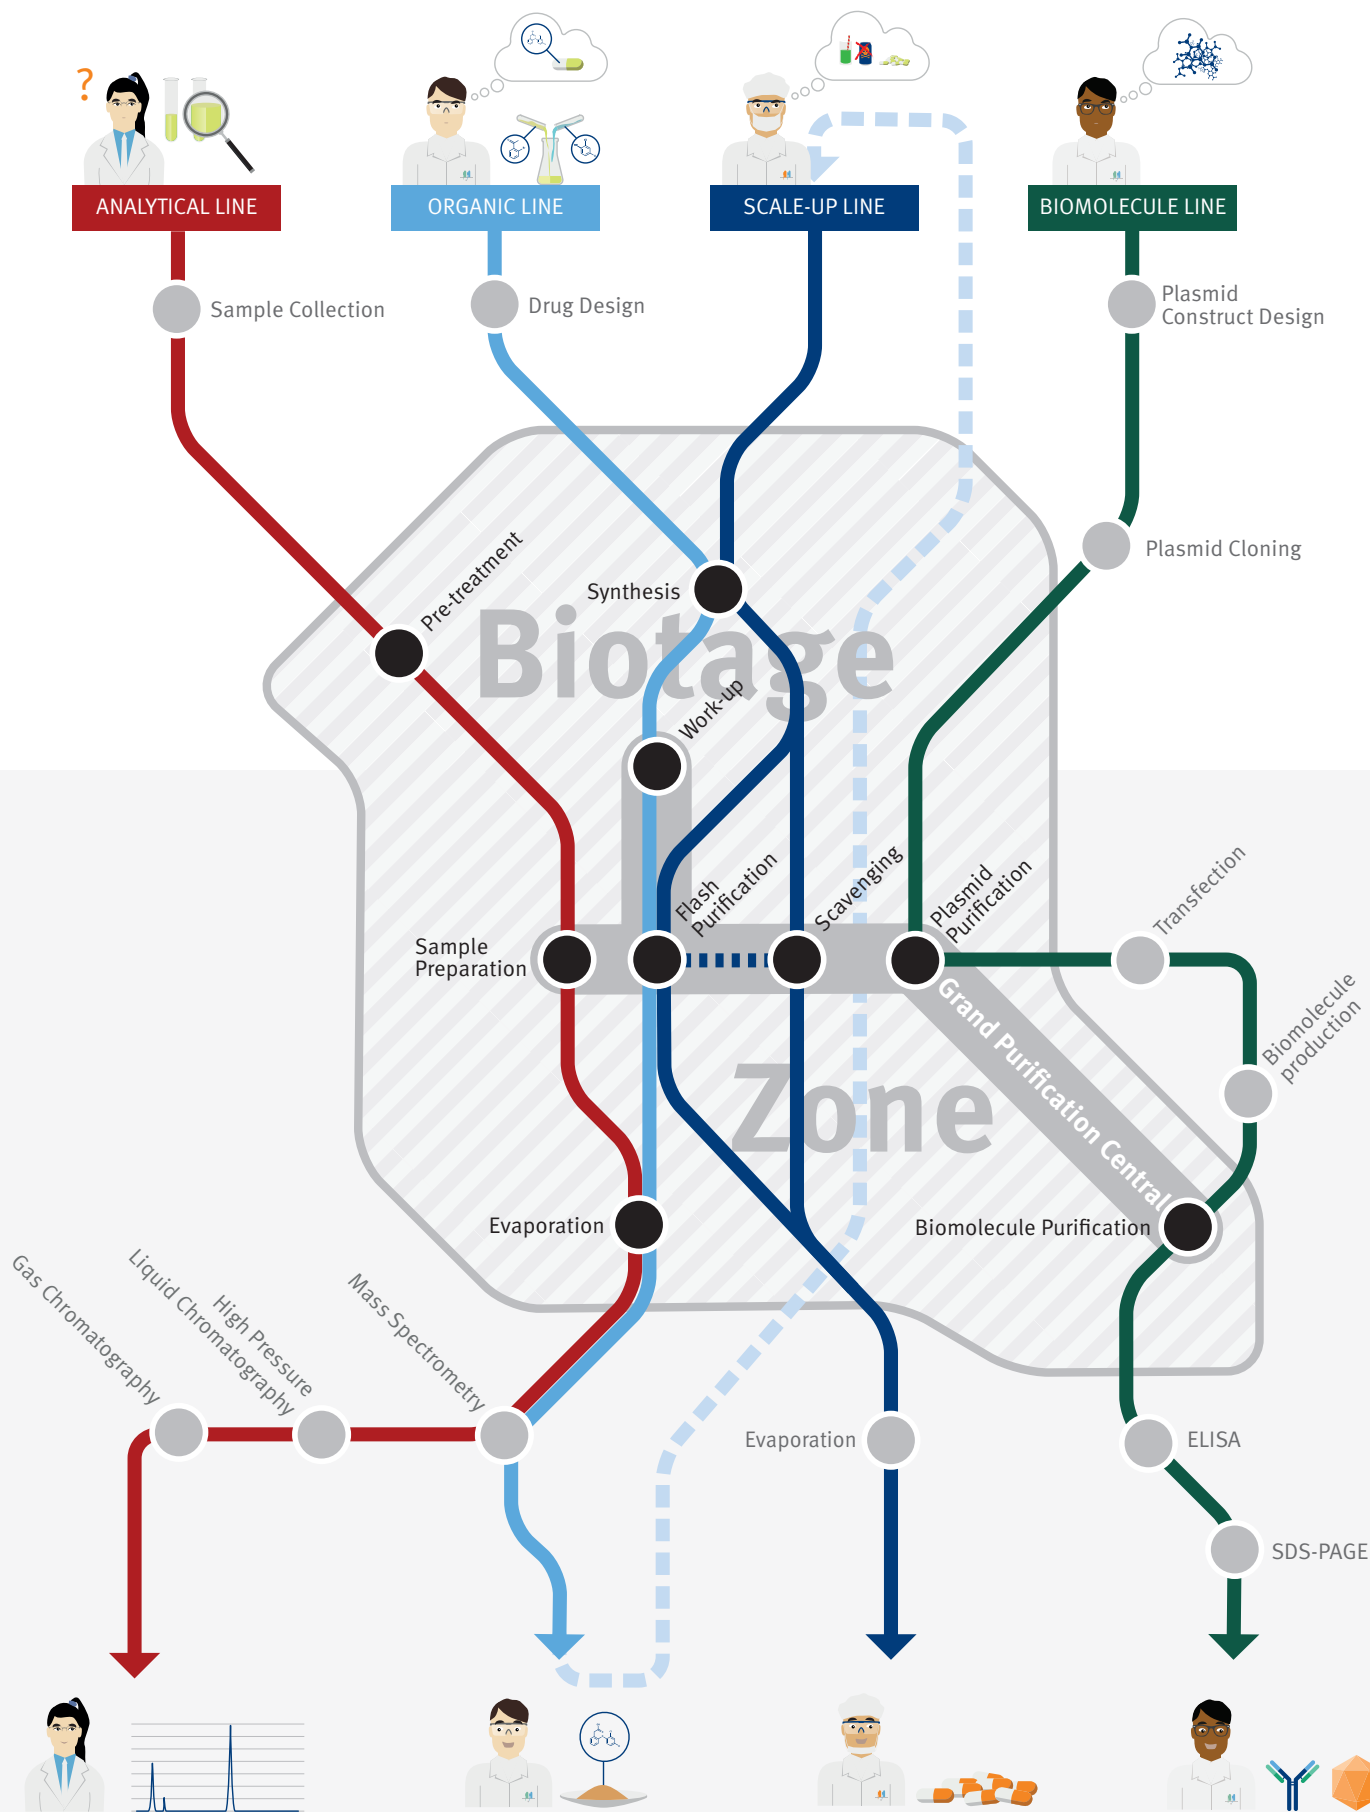 ?
ANALYTICAL LINE
ORGANIC LINE
SCALE-UP LINE
BIOMOLECULE LINE
Sample Collection
Drug Design
Plasmid
Construct Design
Plasmid Cloning
Pre-treatment
Synthesis
Biotage
Work-up
Flash
Purification
Scavenging
Plasmid
Purification
Transfection
Sample
Preparation
Grand Purification Central
Biomolecule
production
Zone
Evaporation
Biomolecule Purification
Gas Chromatography
High Pressure
Liquid Chromatography
Mass Spectrometry
Evaporation
ELISA
SDS-PAGE